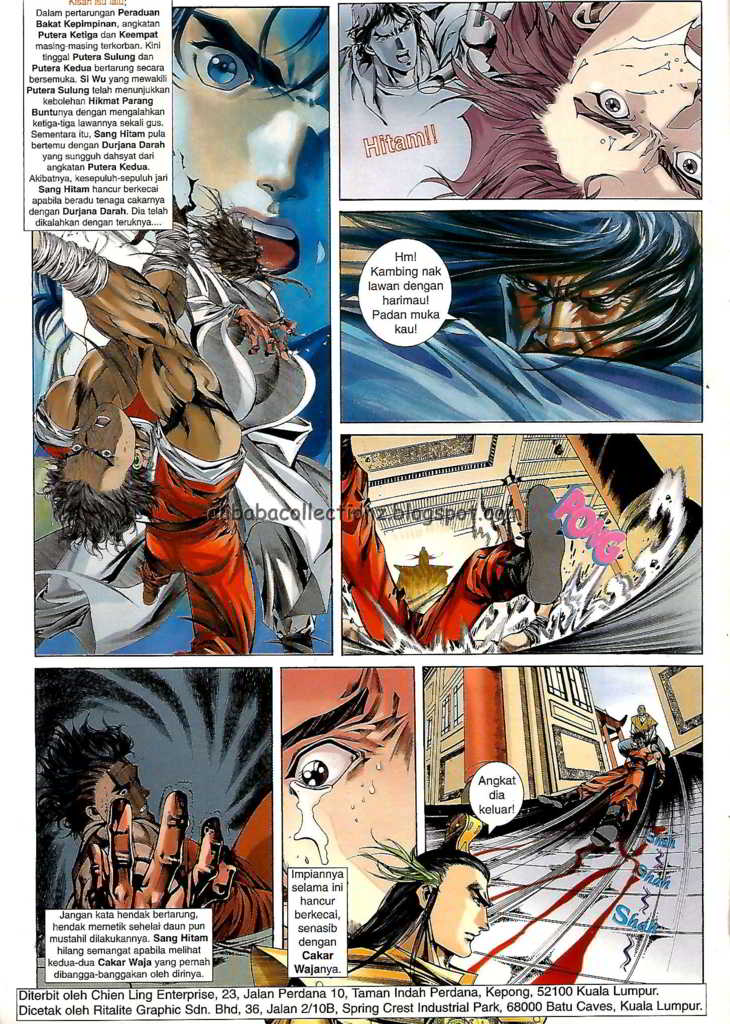 Kisah isu lalu;
Dalam pertarungan Peraduan
Bakat Kepimpinan, angkatan
Putera Ketiga dan Keempat
masing-masing terkorban. Kini
tinggal Putera Sulung dan
Putera Kedua bertarung secara
bersemuka. Si Wu yang mewakili
Putera Sulung telah menunjukkan
kebolehan Hikmat Parang
Buntunya dengan mengalahkan
ketiga-tiga lawannya sekali gus.
Sementara itu, Sang Hitam pula
bertemu dengan Durjana Darah
yang sungguh dahsyat dari
angkatan Putera Kedua.
Akibatnya, kesepuluh-sepuluh jari
Sang Hitam hancur berkecai
apabila beradu tenaga cakarnya
dengan Durjana Darah. Dia telah
dikalahkan dengan teruknya....
Hitam!!
Hm!
Kambing nak
lawan dengan
harimau!
Padan muka
kau!
PONG
alibabacollectionz.blogspot.com
Jangan kata hendak bertarung,
hendak memetik sehelai daun pun
mustahil dilakukannya. Sang Hitam
hilang semangat apabila melihat
kedua-dua Cakar Waja yang pernah
dibangga-banggakan oleh dirinya.
Impiannya
selama ini
hancur
berkecai,
senasib
dengan
Cakar
Wajanya.
Angkat
dia
keluar!
Shah
Shah
Shah
Diterbit oleh Chien Ling Enterprise, 23, Jalan Perdana 10, Taman Indah Perdana, Kepong, 52100 Kuala Lumpur.
Dicetak oleh Ritalite Graphic Sdn. Bhd, 36, Jalan 2/10B, Spring Crest Industrial Park, 68000 Batu Caves, Kuala Lumpur.